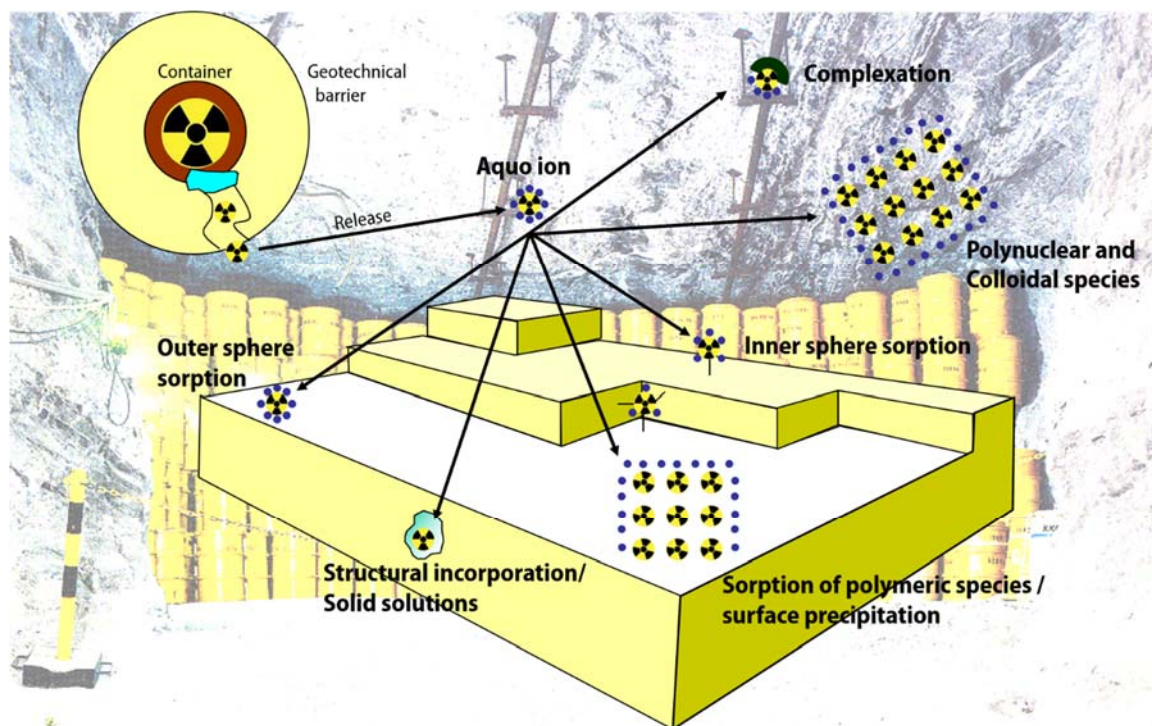 Container
Geotechnical
barrier
Complexation
Aquo ion
Release
Polynuclear and
Colloidal species
Outer sphere
sorption
Inner sphere sorption
Structural incorporation/
Solid solutions
Sorption of polymeric species /
surface precipitation